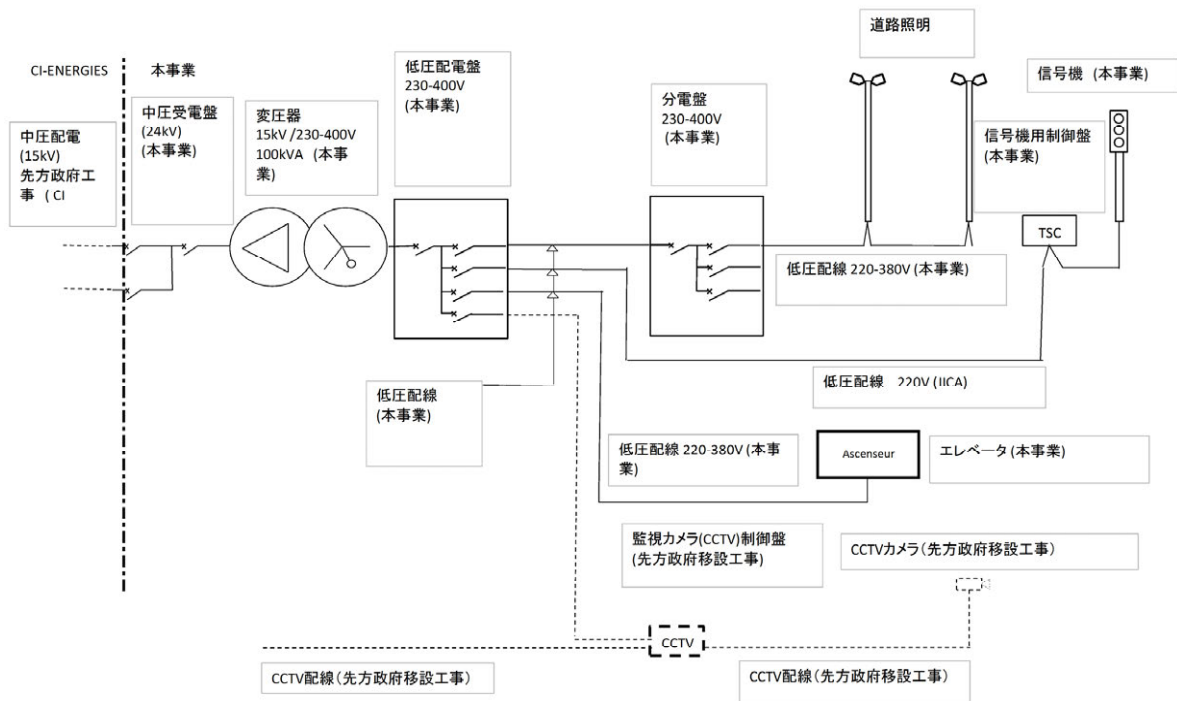 CI-ENERGIES
本事業
中圧配電
(15kV)
先方政府工
事 ( CI
中圧受電盤
(24kV)
(本事業)
変圧器
15kV /230-400V
100kVA (本事
業)
低圧配電盤
230-400V
(本事業)
分電盤
230-400V
(本事業)
道路照明
信号機 (本事業)
信号機用制御盤
(本事業)
TSC
低圧配線 220-380V (本事業)
低圧配線
(本事業)
低圧配線 220V (JICA)
低圧配線 220-380V (本事
業)
Ascenseur
エレベータ (本事業)
監視カメラ(CCTV)制御盤
(先方政府移設工事)
CCTVカメラ(先方政府移設工事)
CCTV
CCTV配線(先方政府移設工事)
CCTV配線(先方政府移設工事)